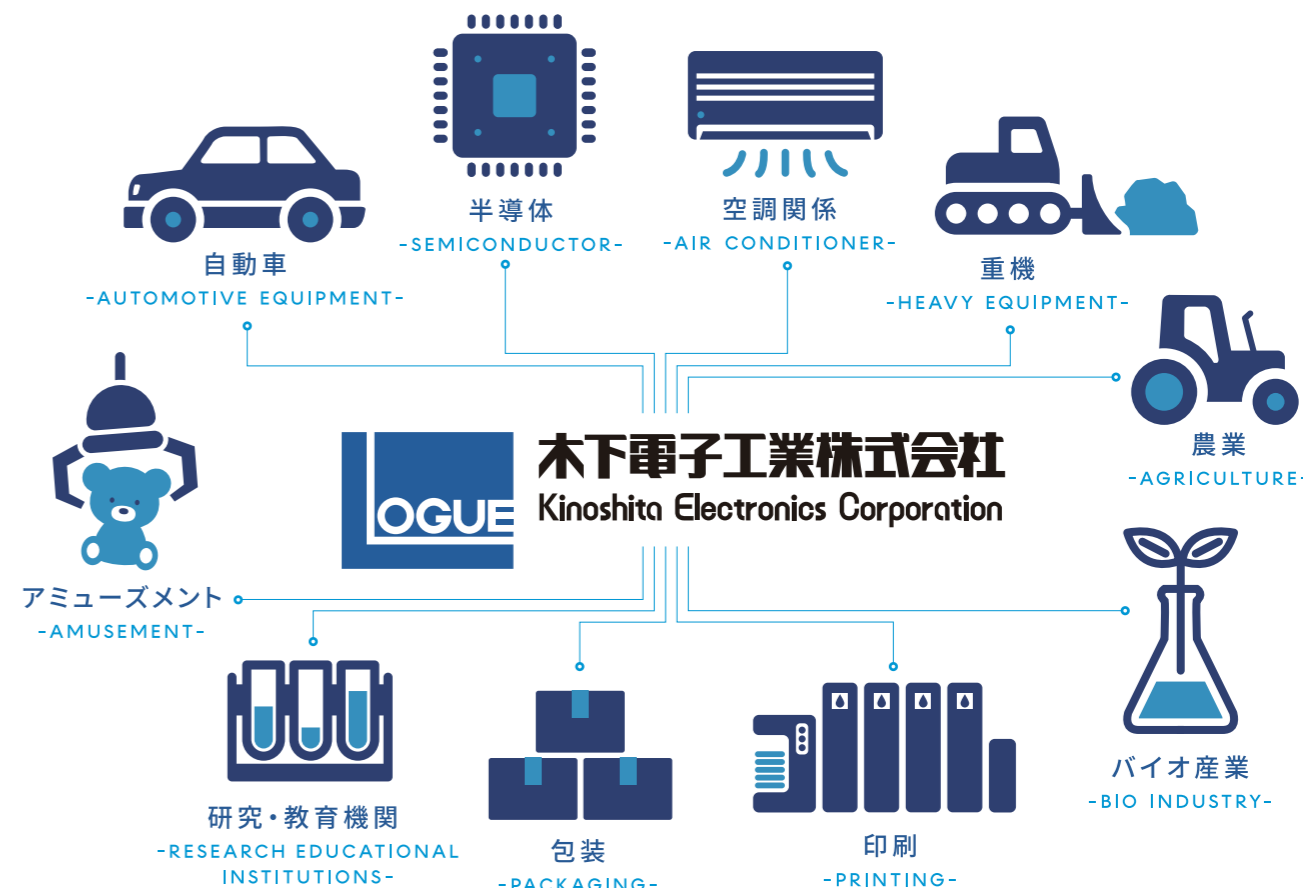 半導体
-SEMICONDUCTOR-
空調関係
-AIR CONDITIONER-
自動車
-AUTOMOTIVE EQUIPMENT-
重機
-HEAVY EQUIPMENT-
農業
-AGRICULTURE-
LOGUE
木下電子工業株式会社
Kinoshita Electronics Corporation
アミューズメント
-AMUSEMENT-
バイオ産業
-BIO INDUSTRY-
研究・教育機関
-RESEARCH EDUCATIONAL
INSTITUTIONS-
包装
-PACKAGING-
印刷
-PRINTING-